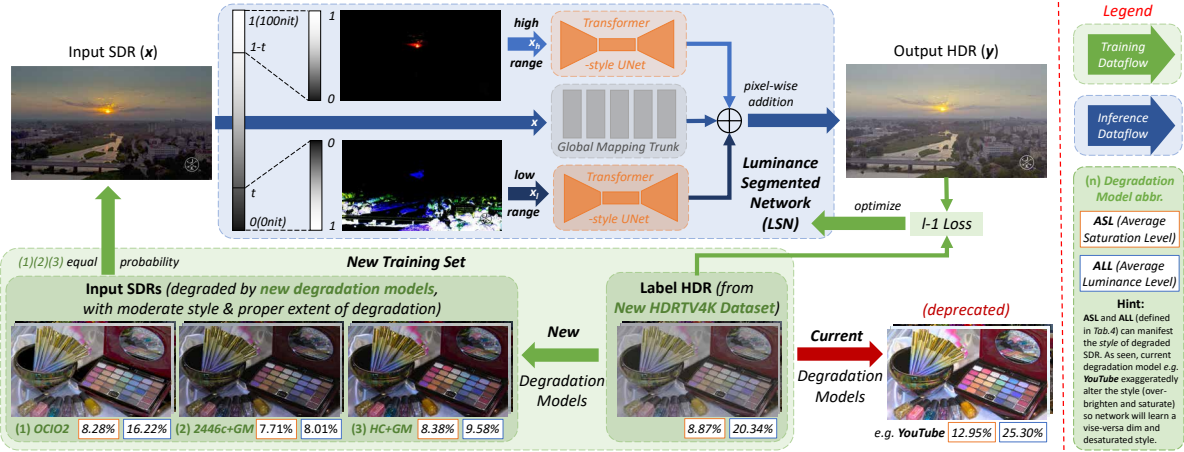 Input SDR (x)
1(100nit)
1-t
t
0(0nit)
1
0
0
1
high
x_h
range
x
low
x_l
range
Transformer
-style UNet
Global Mapping Trunk
Transformer
-style UNet
pixel-wise
addition
Luminance
Segmented
Network
(LSN)
Output HDR (y)
optimize
l-1 Loss
(1)(2)(3) equal probability
New Training Set
Input SDRs (degraded by new degradation models,
with moderate style & proper extent of degradation)
(1) OCIO2 8.28% 16.22%
(2) 2446c+GM 7.71% 8.01%
(3) HC+GM 8.38% 9.58%
New
Degradation
Models
Label HDR (from
New HDRTV4K Dataset)
8.87% 20.34%
Current
Degradation
Models
(deprecated)
e.g. YouTube 12.95% 25.30%
Legend
Training
Dataflow
Inference
Dataflow
(n) Degradation
Model abbr.
ASL (Average
Saturation Level)
ALL (Average
Luminance Level)
Hint:
ASL and ALL (defined
in Tab.4) can manifest
the style of degraded
SDR. As seen, current
degradation model e.g.
YouTube exaggeratedly
alter the style (over-
brighten and saturate)
so network will learn a
vise-versa dim and
desaturated style.